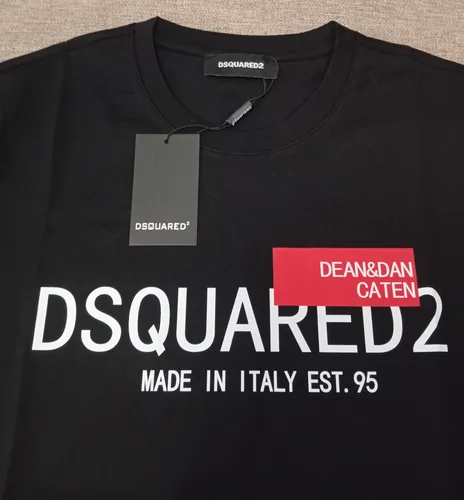 DSQUARED2
DSQUARED²
DEAN&DAN
CATEN
DSQUARED2
MADE IN ITALY EST.95